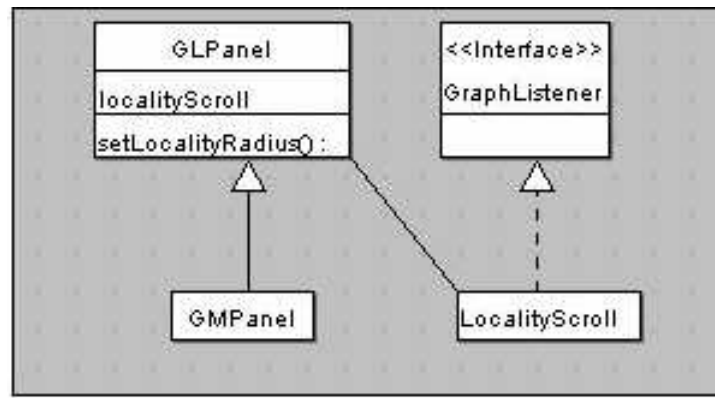 GLPanel
localityScroll
setLocalityRadius() :
<<Interface>>
GraphListener
GMPanel
LocalityScroll